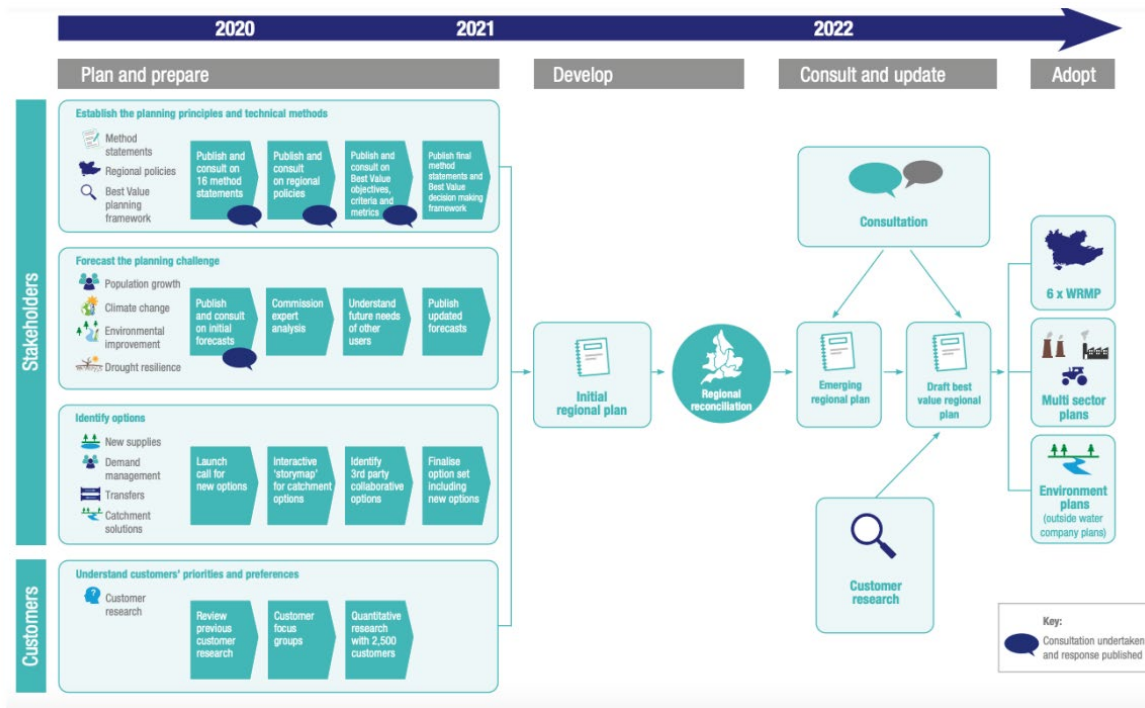 2020
2021
2022
Plan and prepare
Develop
Consult and update
Adopt
Stakeholders
Establish the planning principles and technical methods
Method
statements
Regional policies
Best Value
planning
framework
Publish and
consult on
16 method
statements
Publish and
consult
on regional
policies
Publish and
consult on
Best Value
objectives,
criteria and
metrics
Publish final
method
statements and
Best Value
decision making
framework
Forecast the planning challenge
Population growth
Climate change
Environmental
improvement
Drought resilience
Publish
and consult
on initial
forecasts
Commission
expert
analysis
Understand
future needs
of other
users
Publish
updated
forecasts
Identify options
New supplies
Demand
management
Transfers
Catchment
solutions
Launch
call for
new options
Interactive
'storymap'
for catchment
options
Identify
3rd party
collaborative
options
Finalise
option set
including
new options
Customers
Understand customers' priorities and preferences
Customer
research
Review
previous
customer
research
Customer
focus
groups
Quantitative
research
with 2,500
customers
Initial
regional plan
Regional
reconciliation
Consultation
Emerging
regional plan
Draft best
value regional
plan
Customer
research
6 x WRMP
Multi sector
plans
Environment
plans
(outside water
company plans)
Key:
Consultation undertaken
and response published